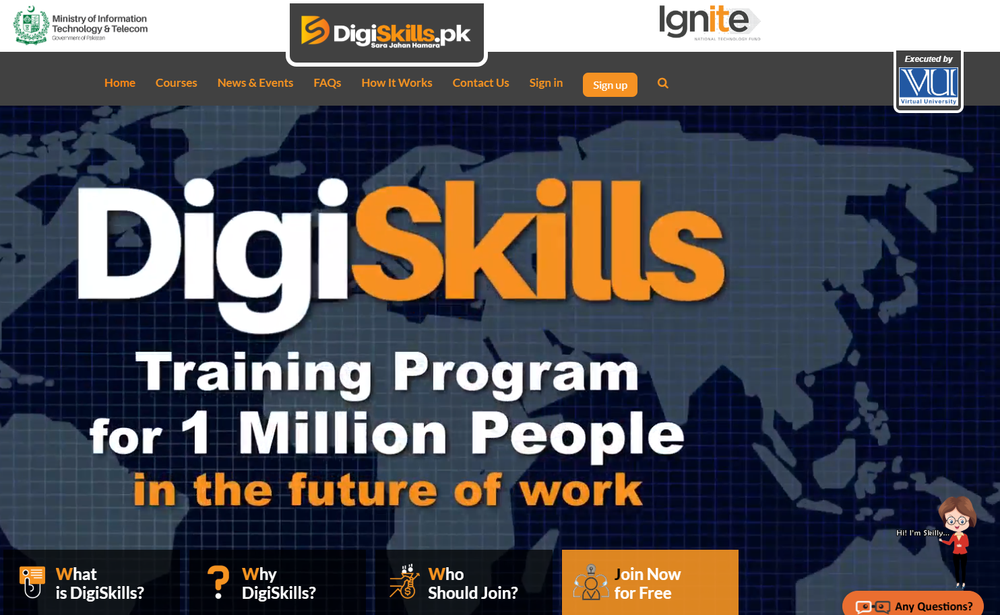 Ministry of Information
Technology & Telecom
Government of Pakistan
DigiSkills.pk
Sara Jahan Hamara
Ignite
NATIONAL TECHNOLOGY FUND
Executed by
VU
Virtual University
Home Courses News & Events FAQs How It Works Contact Us Sign in Sign up
DigiSkills
Training Program
for 1 Million People
in the future of work
Hi! I'm Skilly...
What
is DigiSkills?
Why
DigiSkills?
Who
Should Join?
Join Now
for Free
Any Questions?